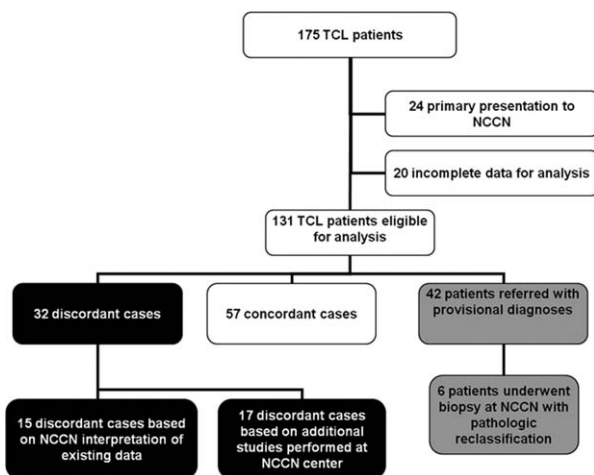 175 TCL patients
24 primary presentation to
NCCN
20 incomplete data for analysis
131 TCL patients eligible
for analysis
32 discordant cases
57 concordant cases
42 patients referred with
provisional diagnoses
15 discordant cases based
on NCCN interpretation of
existing data
17 discordant cases
based on additional
studies performed at
NCCN center
6 patients underwent
biopsy at NCCN with
pathologic
reclassification